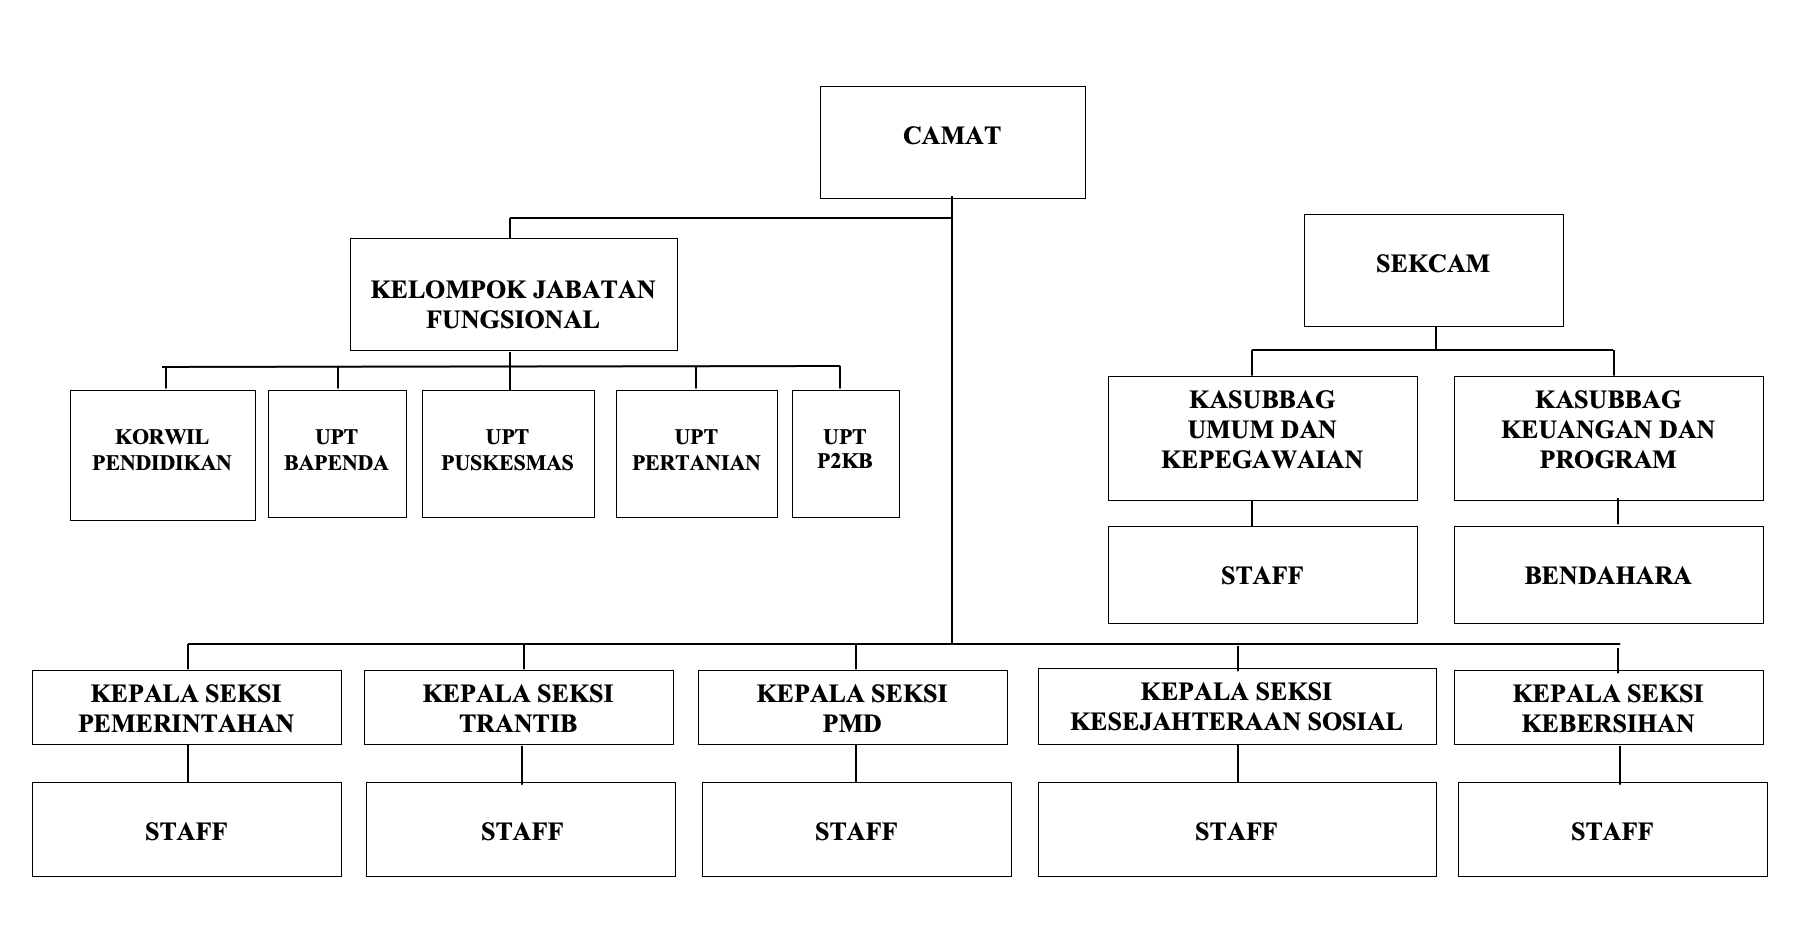 CAMAT
SEKCAM
KELOMPOK JABATAN
FUNGSIONAL
KORWIL
PENDIDIKAN
UPT
BAPENDA
UPT
PUSKESMAS
UPT
PERTANIAN
UPT
P2KB
KASUBBAG
UMUM DAN
KEPEGAWAIAN
KASUBBAG
KEUANGAN DAN
PROGRAM
STAFF
BENDAHARA
KEPALA SEKSI
PEMERINTAHAN
KEPALA SEKSI
TRANTIB
KEPALA SEKSI
PMD
KEPALA SEKSI
KESEJAHTERAAN SOSIAL
KEPALA SEKSI
KEBERSIHAN
STAFF
STAFF
STAFF
STAFF
STAFF